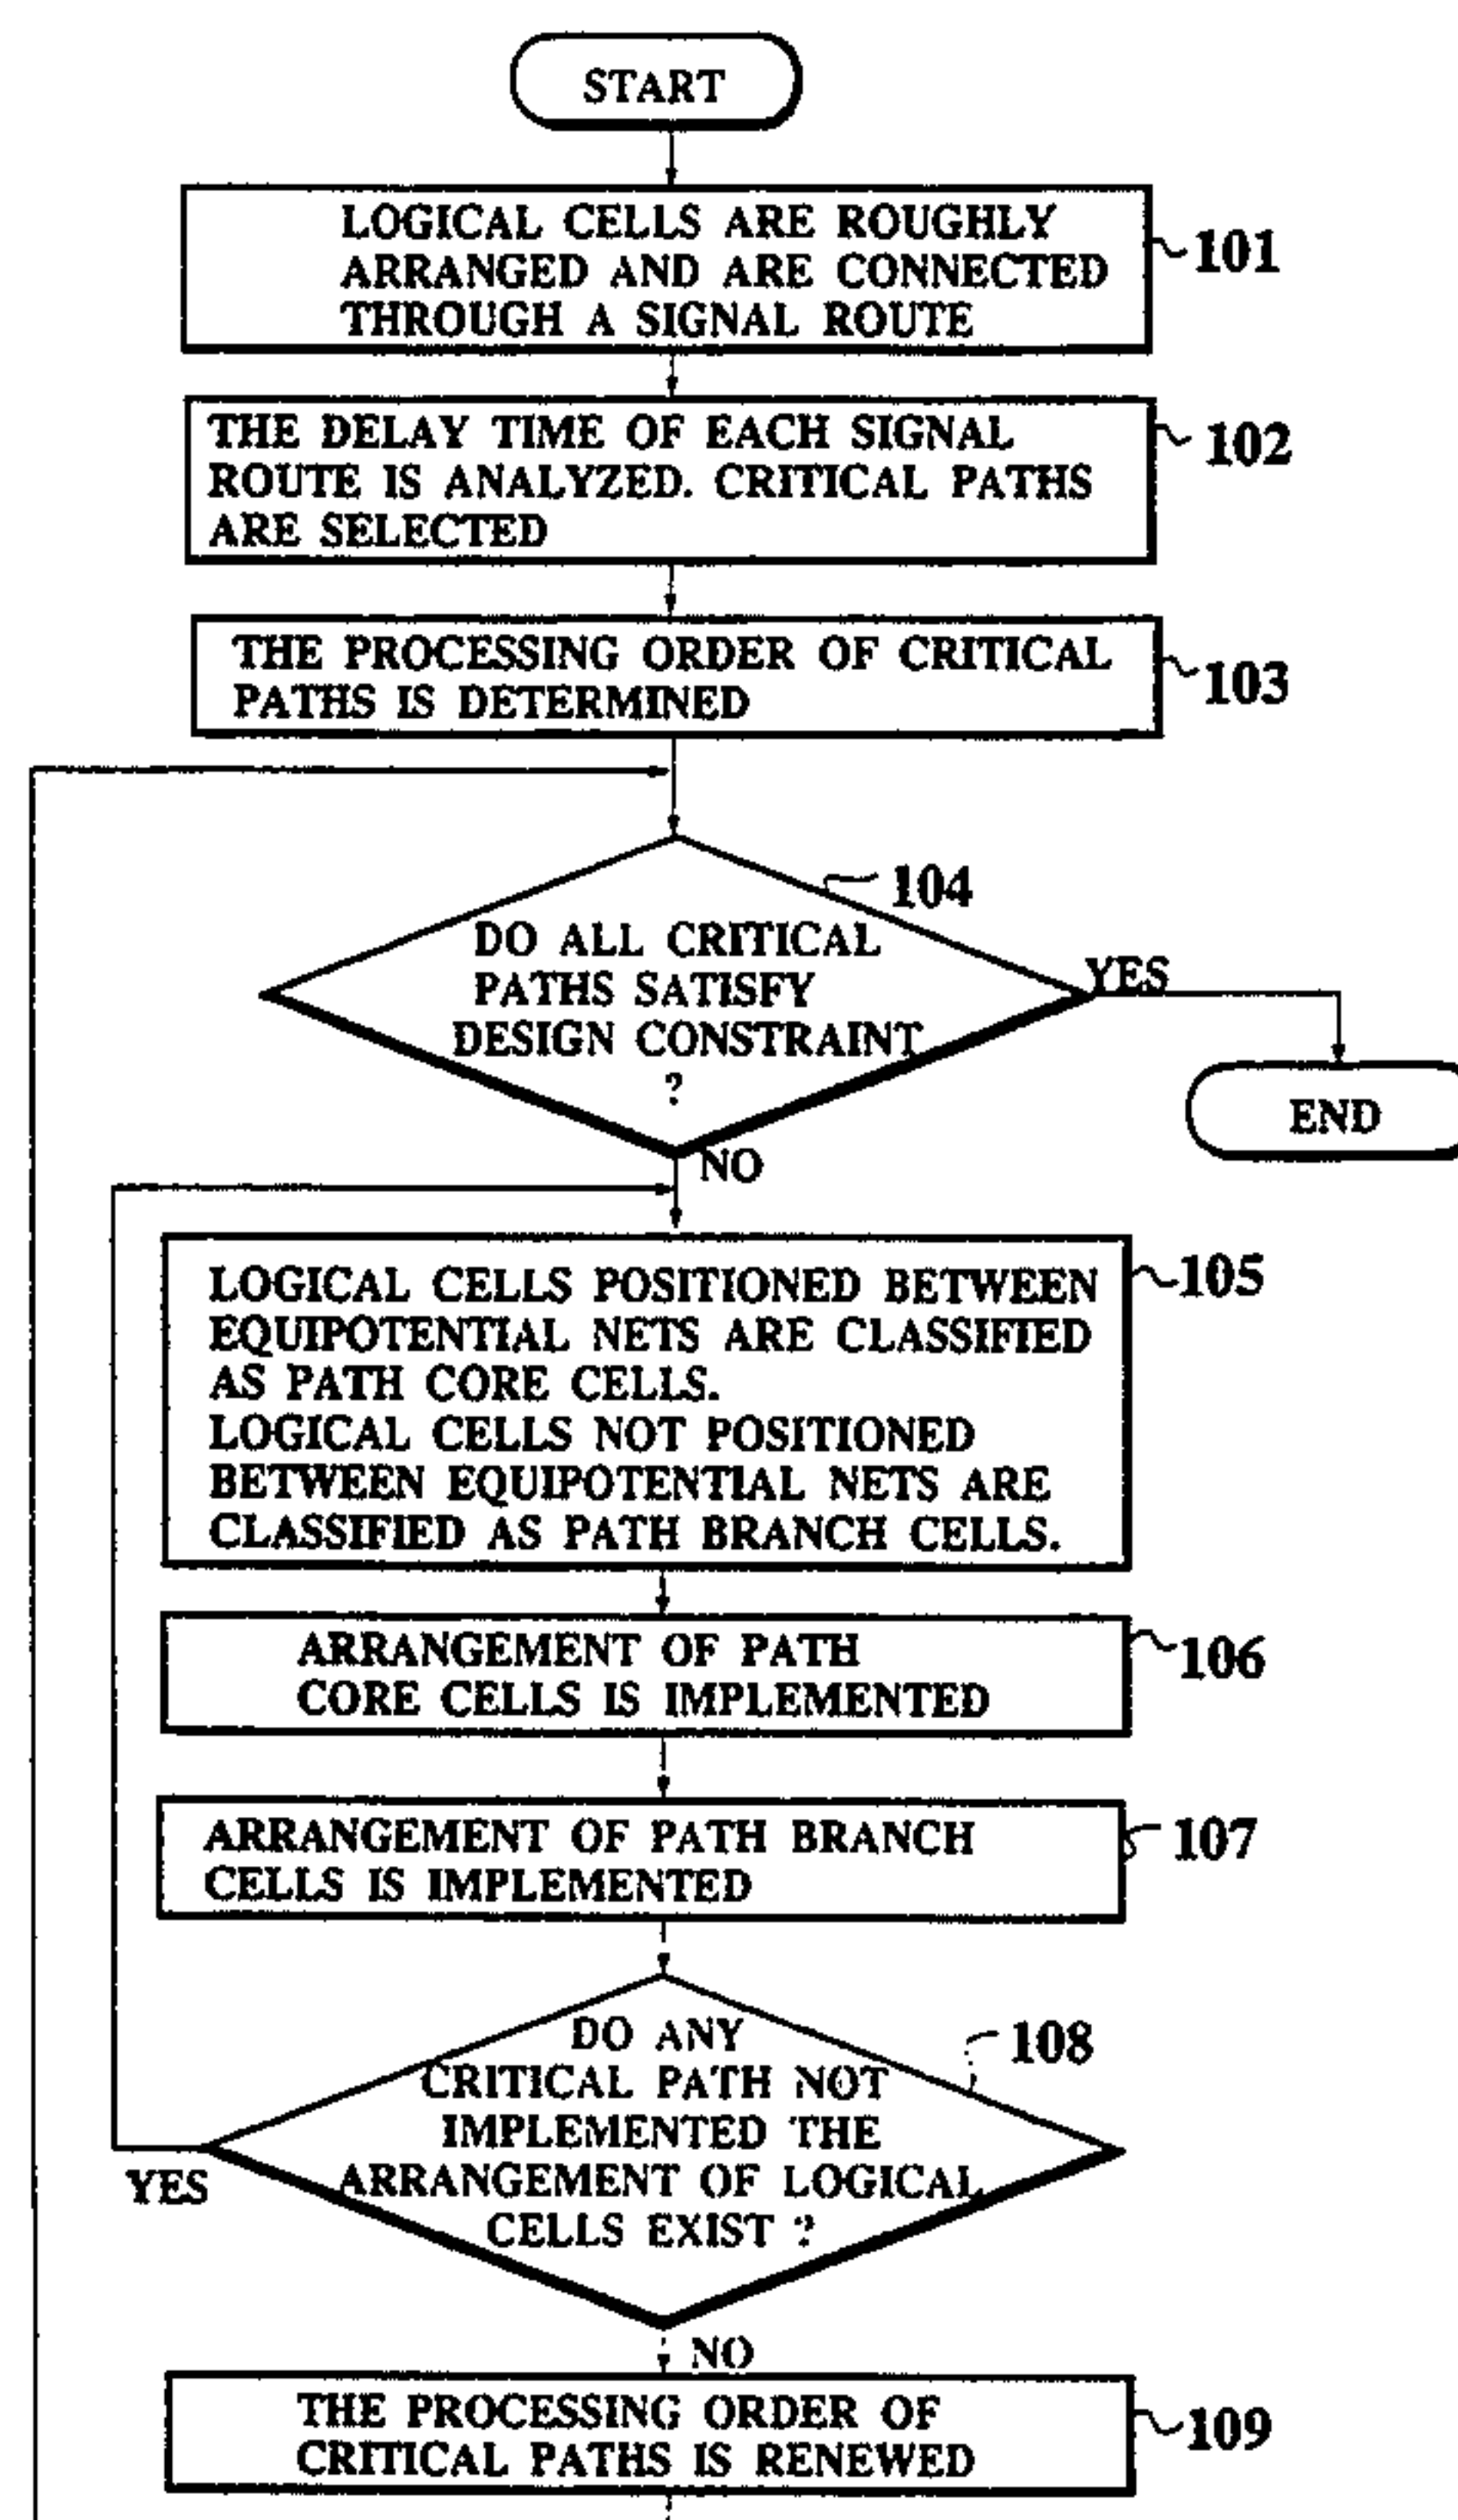 START
LOGICAL CELLS ARE ROUGHLY
ARRANGED AND ARE CONNECTED
THROUGH A SIGNAL ROUTE
101
THE DELAY TIME OF EACH SIGNAL
ROUTE IS ANALYZED. CRITICAL PATHS
ARE SELECTED
102
THE PROCESSING ORDER OF CRITICAL
PATHS IS DETERMINED
103
104
DO ALL CRITICAL
PATHS SATISFY
DESIGN CONSTRAINT
?
YES
END
NO
LOGICAL CELLS POSITIONED BETWEEN
EQUIPOTENTIAL NETS ARE CLASSIFIED
AS PATH CORE CELLS.
LOGICAL CELLS NOT POSITIONED
BETWEEN EQUIPOTENTIAL NETS ARE
CLASSIFIED AS PATH BRANCH CELLS.
105
ARRANGEMENT OF PATH
CORE CELLS IS IMPLEMENTED
106
ARRANGEMENT OF PATH BRANCH
CELLS IS IMPLEMENTED
107
108
DO ANY
CRITICAL PATH NOT
IMPLEMENTED THE
ARRANGEMENT OF LOGICAL
CELLS EXIST ?
YES
NO
THE PROCESSING ORDER OF
CRITICAL PATHS IS RENEWED
109